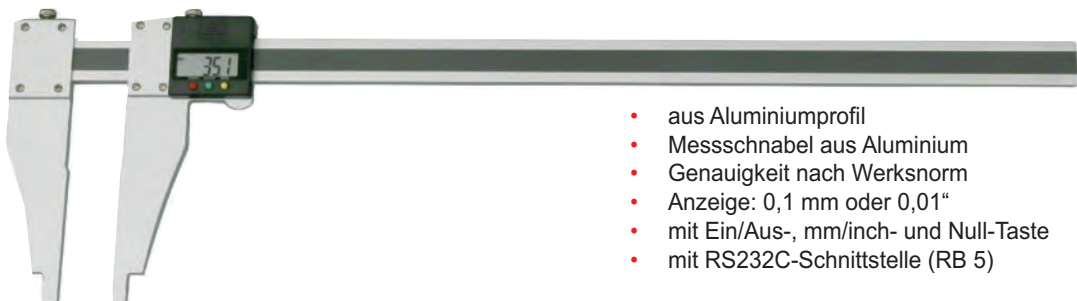 351
• aus Aluminiumprofil
• Messschnabel aus Aluminium
• Genauigkeit nach Werksnorm
• Anzeige: 0,1 mm oder 0,01“
• mit Ein/Aus-, mm/inch- und Null-Taste
• mit RS232C-Schnittstelle (RB 5)